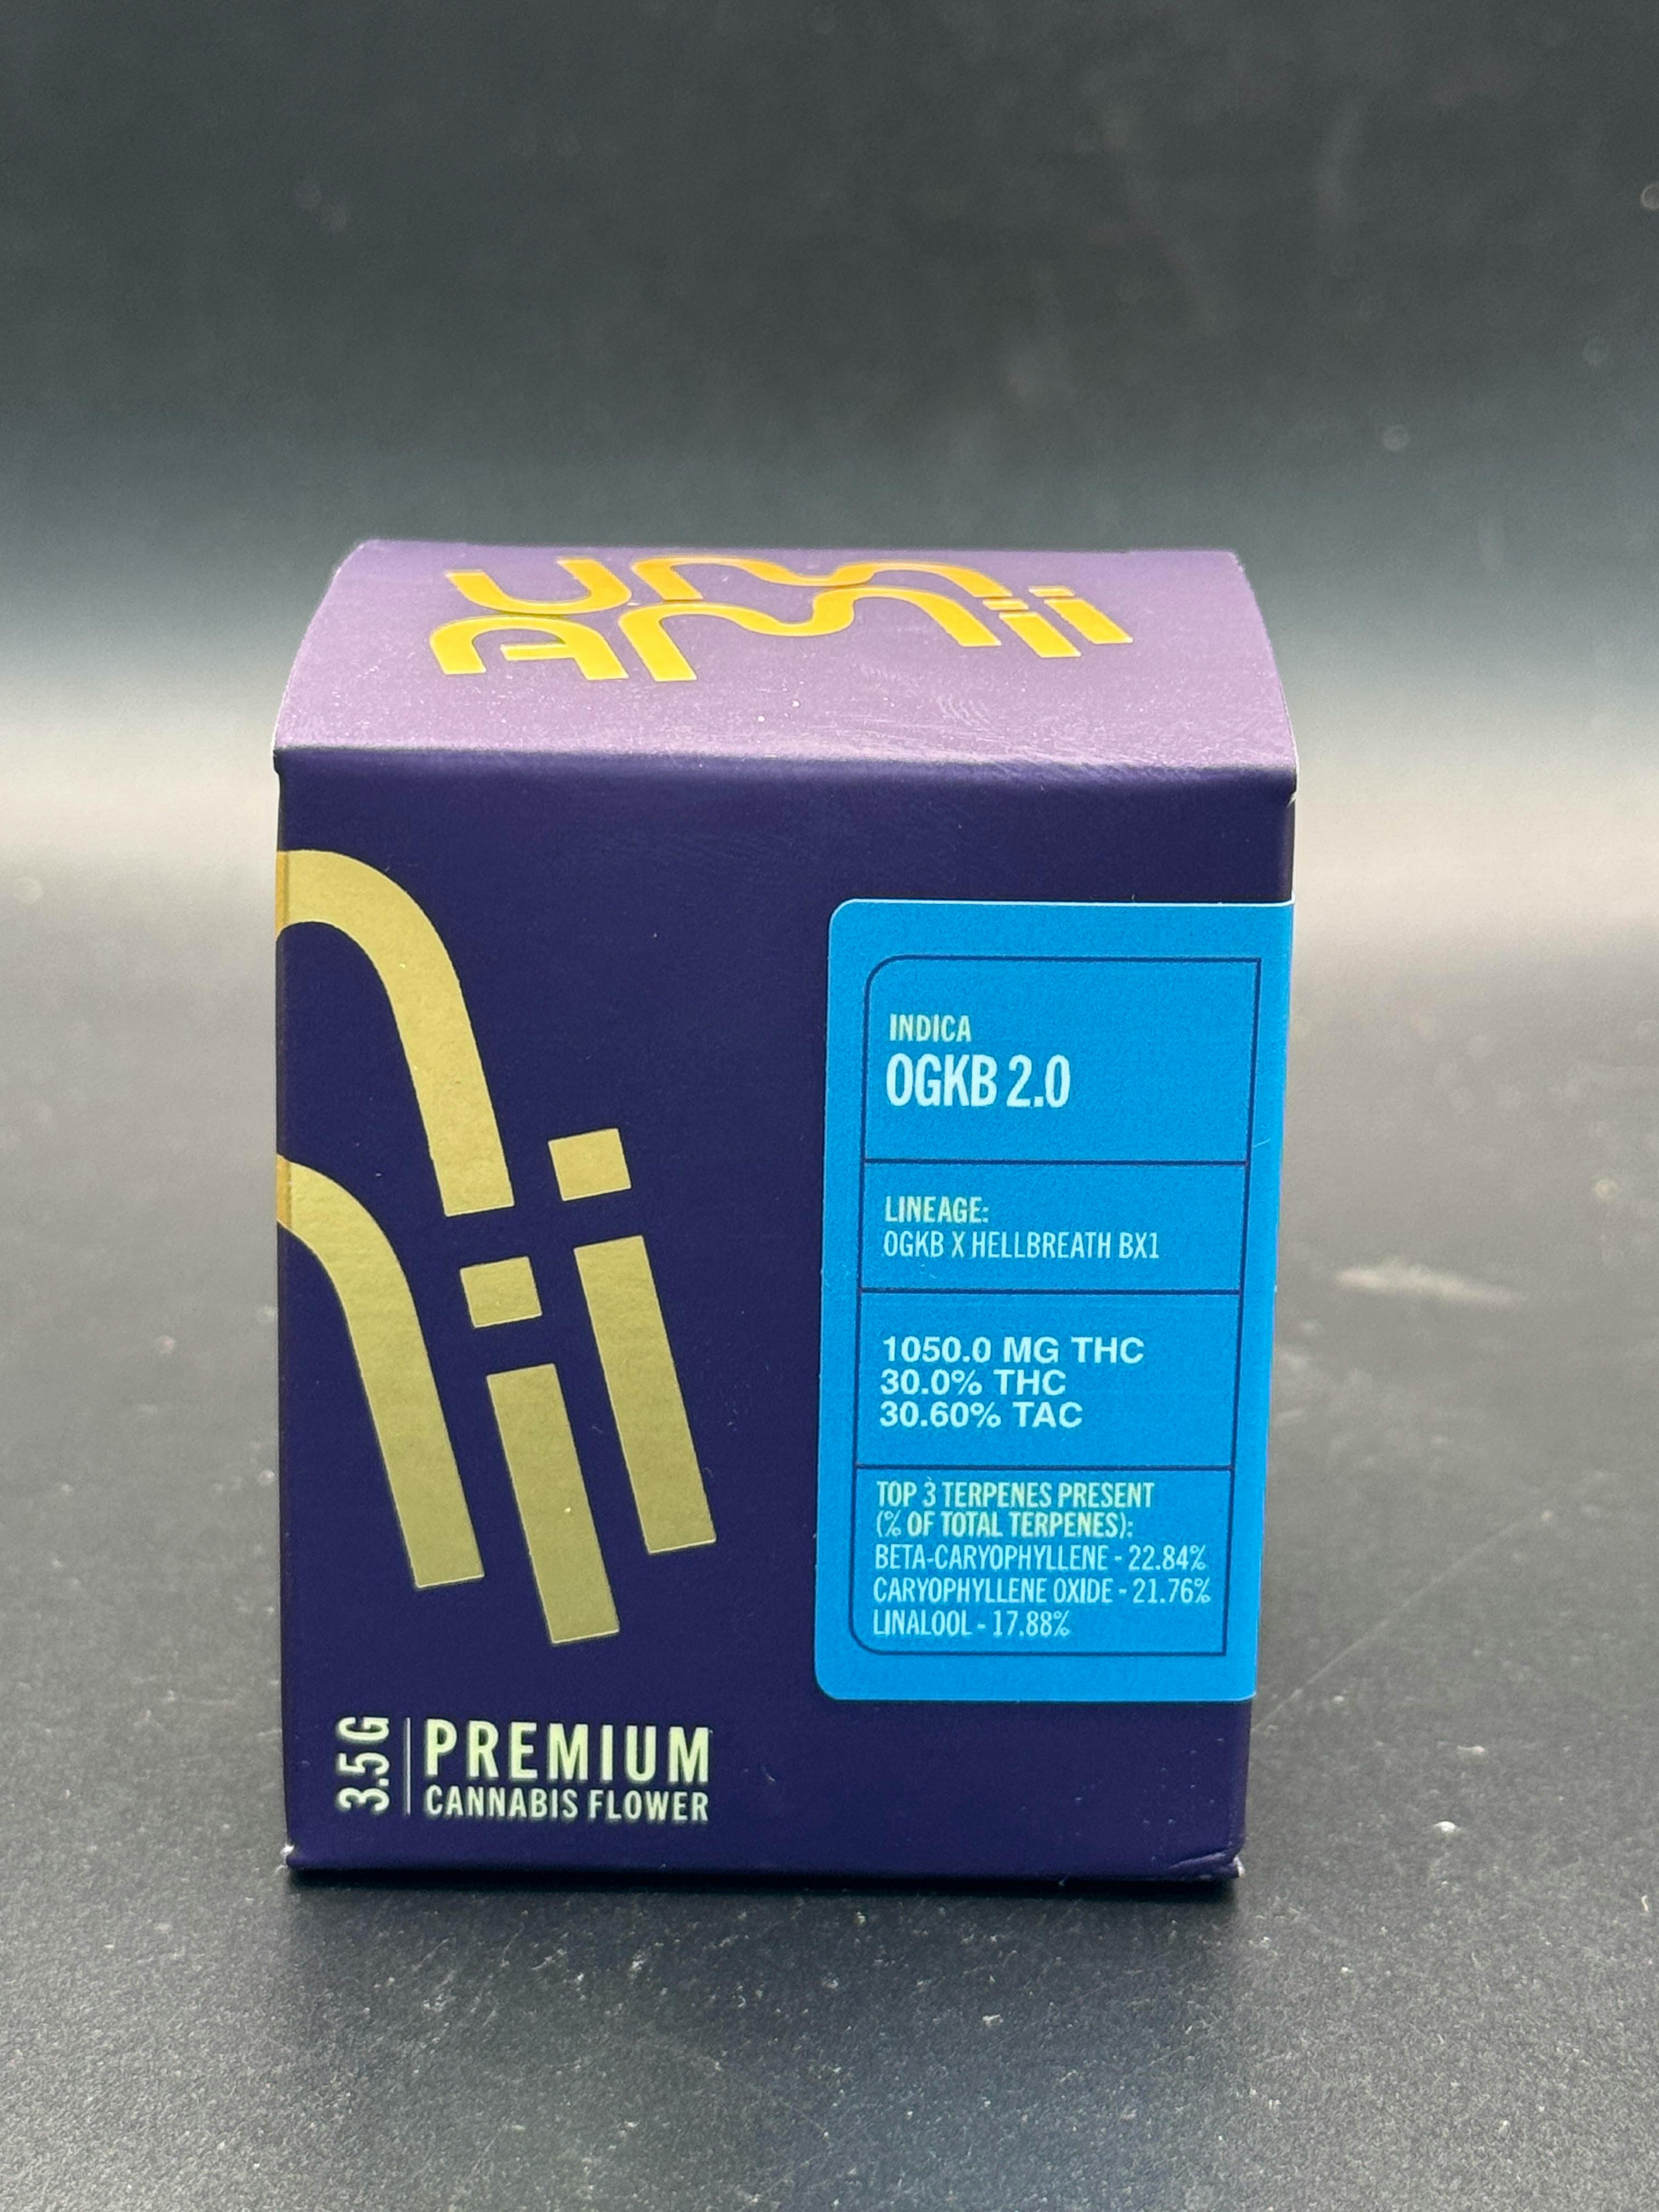 UMAMII
INDICA
OGKB 2.0
LINEAGE:
OGKB X HELLBREATH BX1
1050.0 MG THC
30.0% THC
30.60% TAC
TOP 3 TERPENES PRESENT
(% OF TOTAL TERPENES):
BETA-CARYOPHYLLENE - 22.84%
CARYOPHYLLENE OXIDE - 21.76%
LINALOOL - 17.88%
3.5 G
PREMIUM
CANNABIS FLOWER